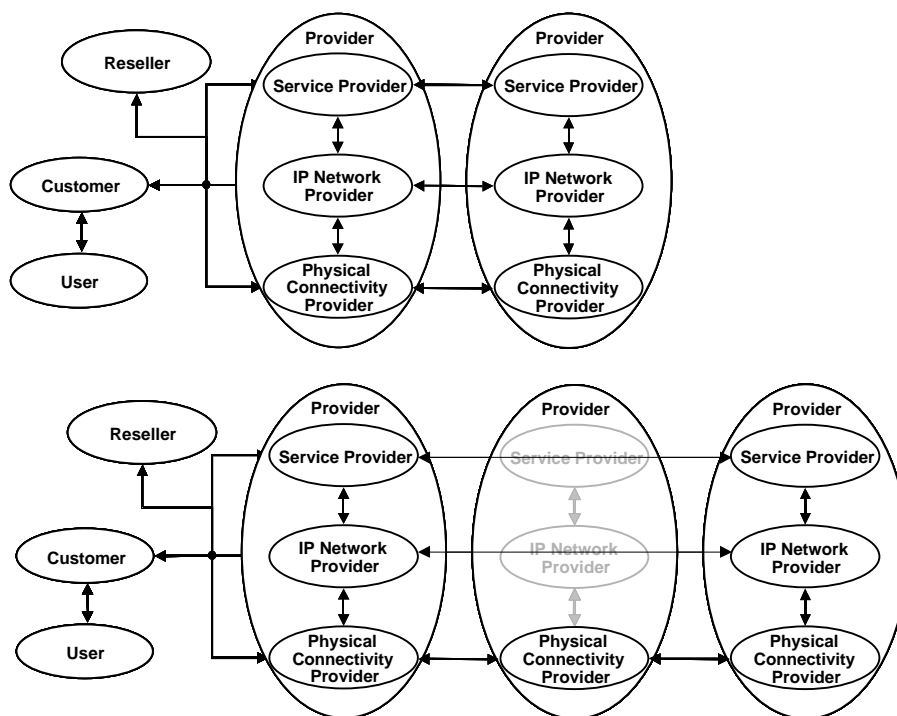 Provider
Provider
Reseller
Service Provider
Service Provider
Customer
IP Network
Provider
IP Network
Provider
User
Physical
Connectivity
Provider
Physical
Connectivity
Provider
Provider
Provider
Provider
Reseller
Service Provider
Service Provider
Service Provider
Customer
IP Network
Provider
IP Network
Provider
IP Network
Provider
User
Physical
Connectivity
Provider
Physical
Connectivity
Provider
Physical
Connectivity
Provider